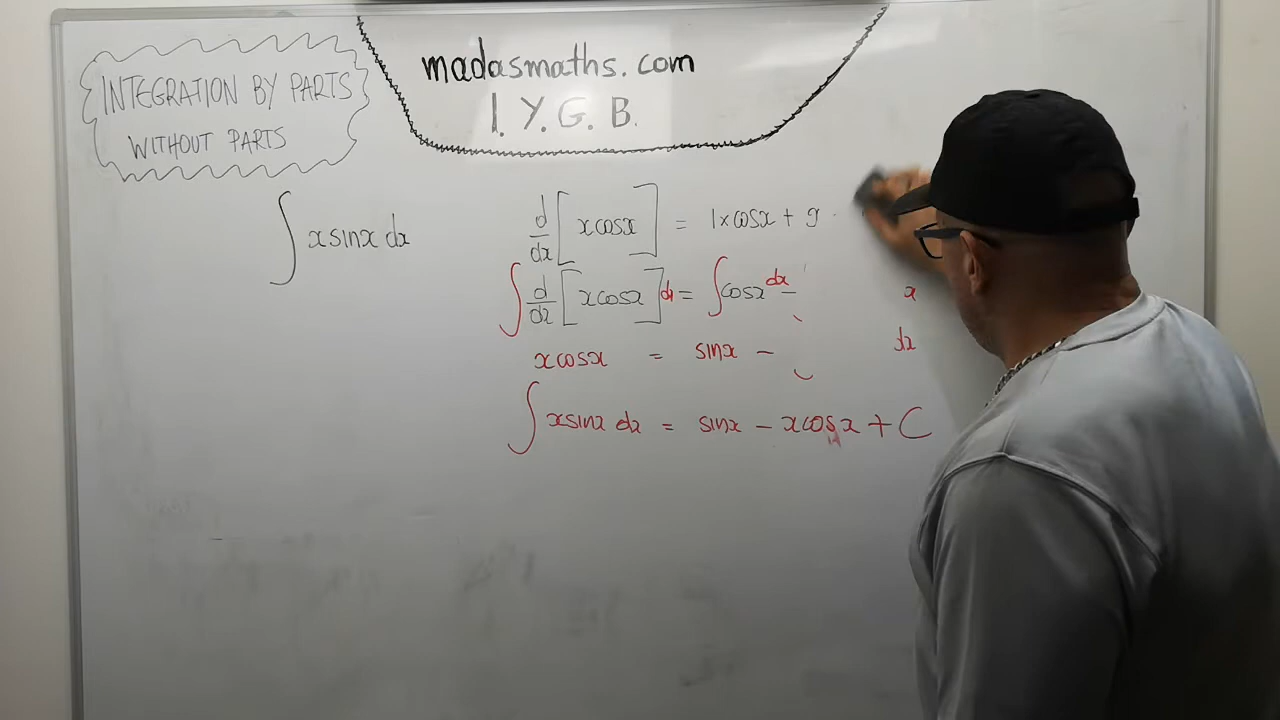 INTEGRATION BY PARTS
WITHOUT PARTS
madasmaths.com
I. Y. G. B.
∫ x sinx dx
d/dx [ x cosx ] = 1 × cosx +
∫ d/dx [ x cosx ] dx = ∫ cosx dx –
x cosx = sinx – dx
∫ x sinx dx = sinx – x cosx + C